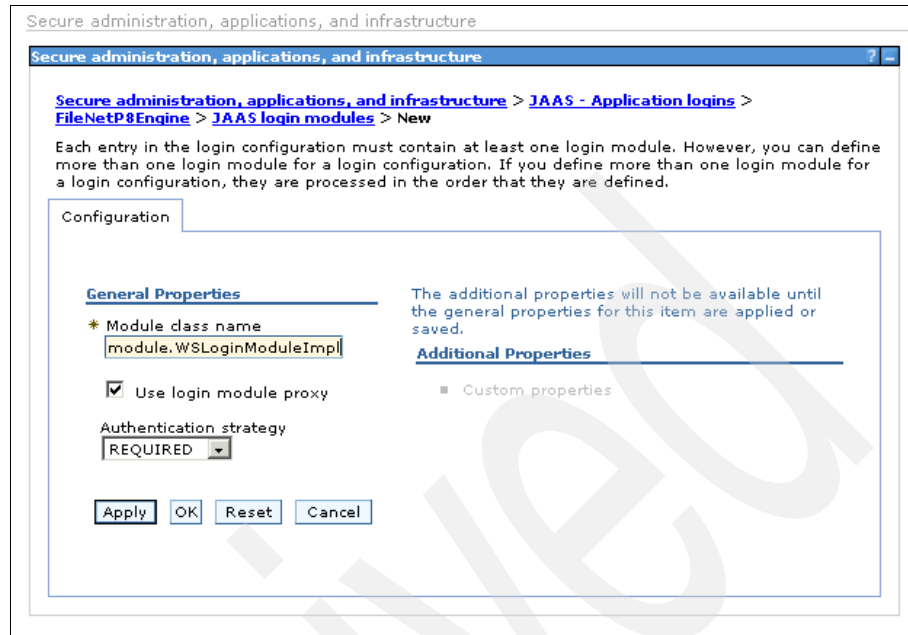 Secure administration, applications, and infrastructure
Secure administration, applications, and infrastructure ? –
Secure administration, applications, and infrastructure > JAAS - Application logins >
FileNetP8Engine > JAAS login modules > New
Each entry in the login configuration must contain at least one login module. However, you can define
more than one login module for a login configuration. If you define more than one login module for
a login configuration, they are processed in the order that they are defined.
Configuration
General Properties
* Module class name
module.WSLoginModuleImpl
Use login module proxy
Authentication strategy
REQUIRED
Apply OK Reset Cancel
The additional properties will not be available until
the general properties for this item are applied or
saved.
Additional Properties
Custom properties